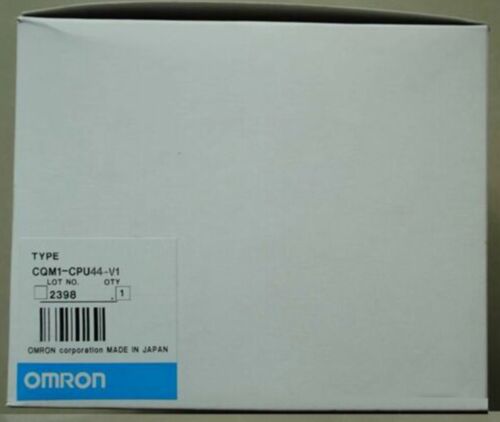 TYPE
CQM1-CPU44-V1
LOT NO. QTY
2398 . 1
OMRON corporation MADE IN JAPAN
OMRON